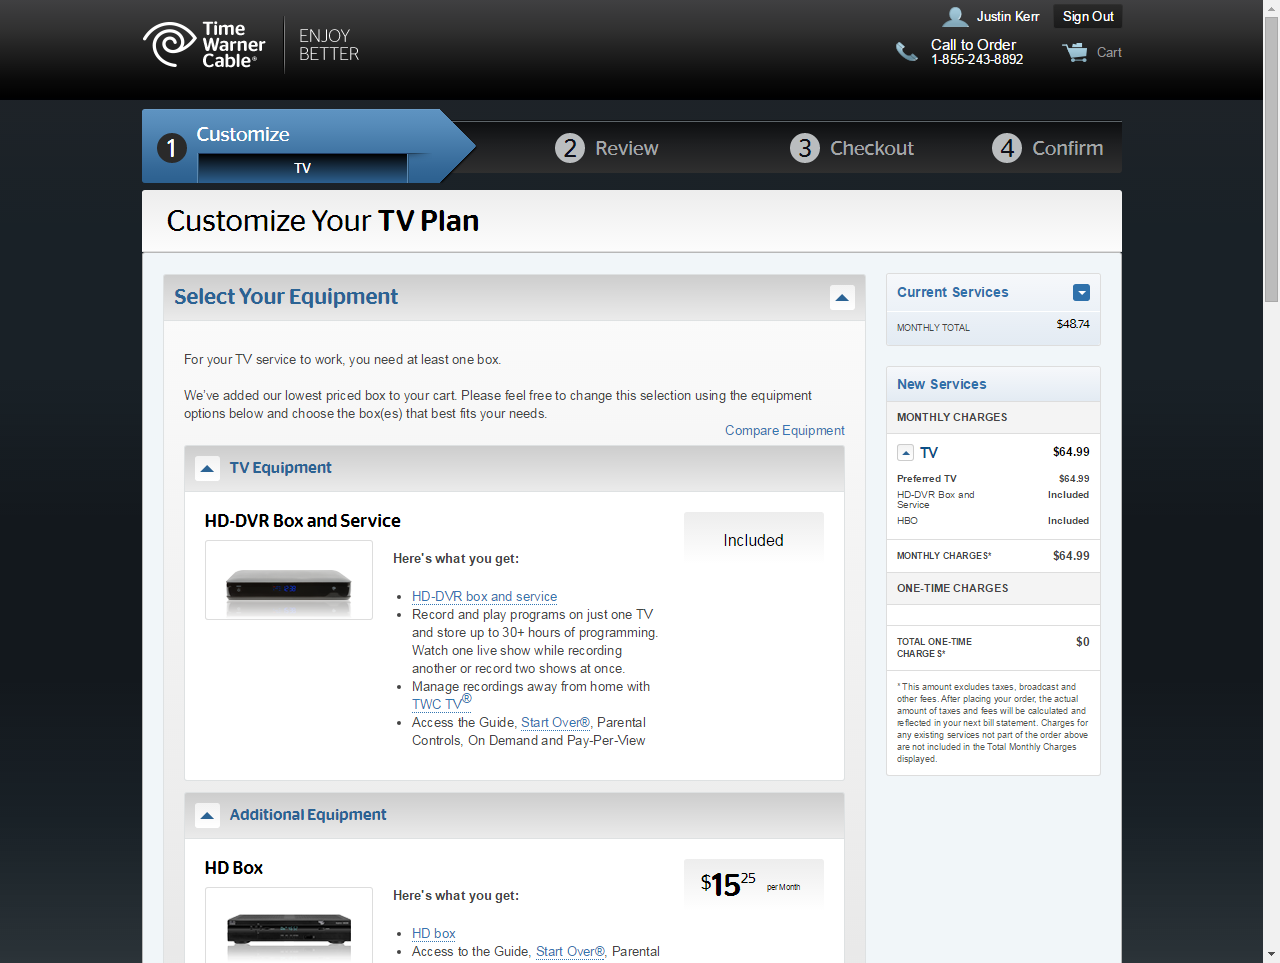 Time Warner Cable®
ENJOY BETTER
Justin Kerr
Sign Out
Call to Order
1-855-243-8892
Cart
1 Customize
TV
2 Review
3 Checkout
4 Confirm
Customize Your TV Plan
Select Your Equipment
For your TV service to work, you need at least one box.
We've added our lowest priced box to your cart. Please feel free to change this selection using the equipment
options below and choose the box(es) that best fits your needs.
Compare Equipment
TV Equipment
HD-DVR Box and Service
Included
Here's what you get:
• HD-DVR box and service
• Record and play programs on just one TV
and store up to 30+ hours of programming.
Watch one live show while recording
another or record two shows at once.
• Manage recordings away from home with
TWC TV®
• Access the Guide, Start Over®, Parental
Controls, On Demand and Pay-Per-View
Additional Equipment
HD Box
$15.25 per Month
Here's what you get:
• HD box
• Access to the Guide, Start Over®, Parental
Current Services
MONTHLY TOTAL $48.74
New Services
MONTHLY CHARGES
TV $64.99
Preferred TV $64.99
HD-DVR Box and Included
Service
HBO Included
MONTHLY CHARGES* $64.99
ONE-TIME CHARGES
TOTAL ONE-TIME $0
CHARGES*
* This amount excludes taxes, broadcast and
other fees. After placing your order, the actual
amount of taxes and fees will be calculated and
reflected in your next bill statement. Charges for
any existing services not part of the order above
are not included in the Total Monthly Charges
displayed.